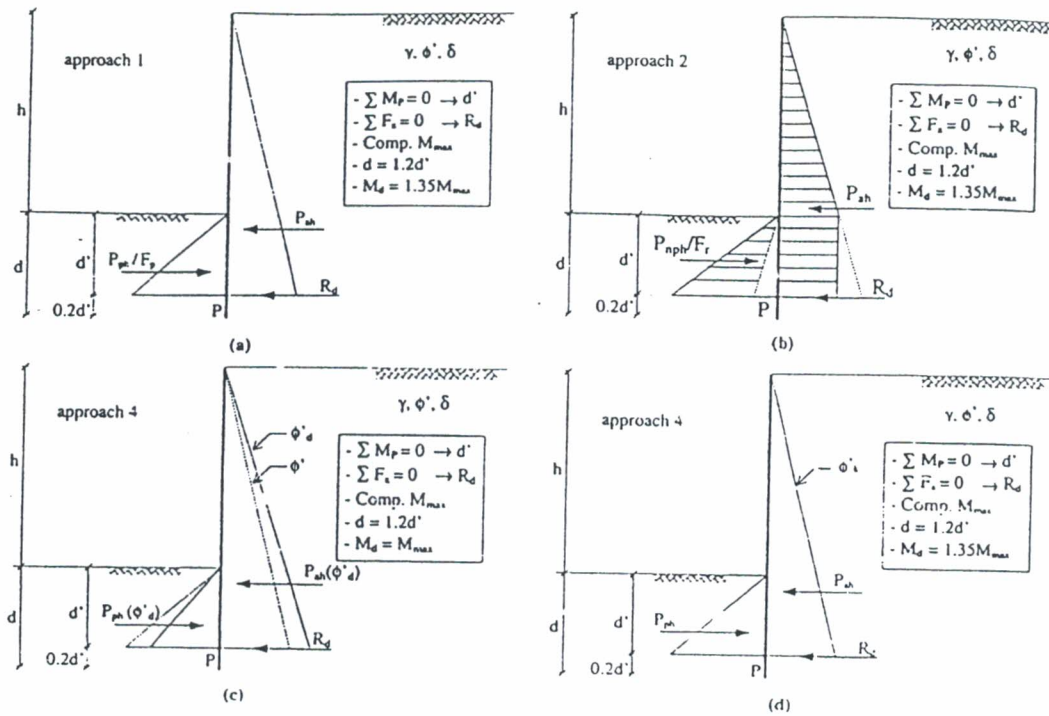 approach 1
h
γ, φ', δ
- ∑ M_P = 0 → d'
- ∑ F_x = 0 → R_d
- Comp. M_max
- d = 1.2d'
- M_d = 1.35M_max
P_ah
d
d'
P_ph/F_p
R_d
0.2d'
P
(a)
approach 2
h
γ, φ', δ
- ∑ M_P = 0 → d'
- ∑ F_x = 0 → R_d
- Comp. M_max
- d = 1.2d'
- M_d = 1.35M_max
P_ah
d
d'
P_nph/F_r
R_d
0.2d'
P
(b)
approach 4
h
γ, φ', δ
φ'_d
φ'
- ∑ M_P = 0 → d'
- ∑ F_x = 0 → R_d
- Comp. M_max
- d = 1.2d'
- M_d = M_max
P_ah(φ'_d)
d
d'
P_ph(φ'_d)
R_d
0.2d'
P
(c)
approach 4
h
γ, φ', δ
- ∑ M_P = 0 → d'
- ∑ F_x = 0 → R_d
- Comp. M_max
- d = 1.2d'
- M_d = 1.35M_max
P_ah
d
d'
P_ph
0.2d'
P
(d)